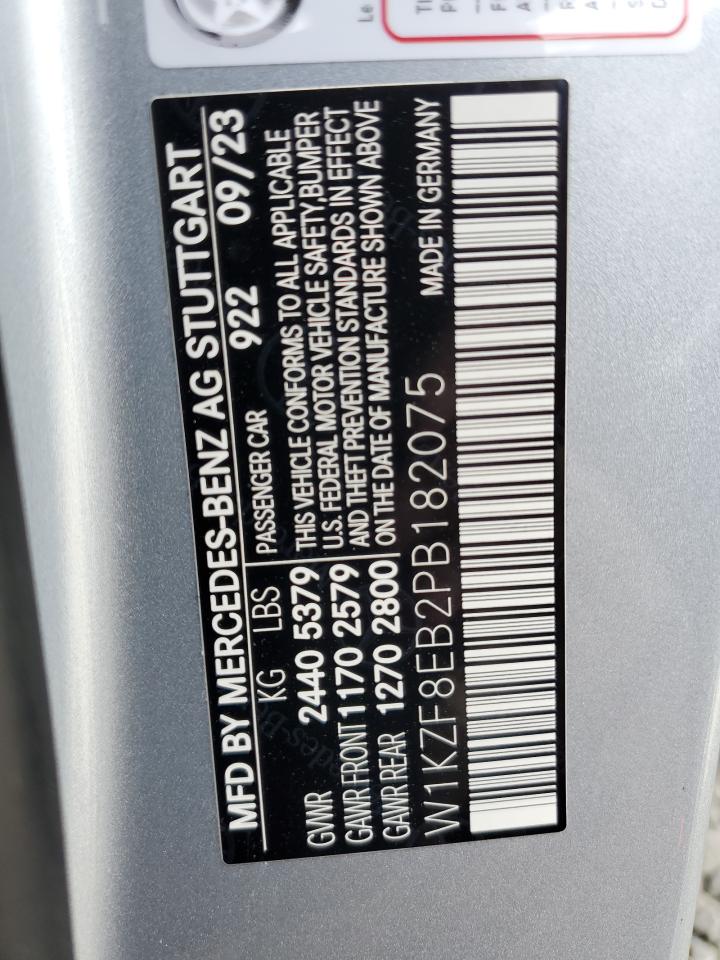 MFD BY MERCEDES-BENZ AG STUTTGART
KG LBS PASSENGER CAR 922 09/23
GVWR 2440 5379
GAWR FRONT 1170 2579
GAWR REAR 1270 2800
THIS VEHICLE CONFORMS TO ALL APPLICABLE
U.S. FEDERAL MOTOR VEHICLE SAFETY,BUMPER
AND THEFT PREVENTION STANDARDS IN EFFECT
ON THE DATE OF MANUFACTURE SHOWN ABOVE
W1KZF8EB2PB182075 MADE IN GERMANY
Le